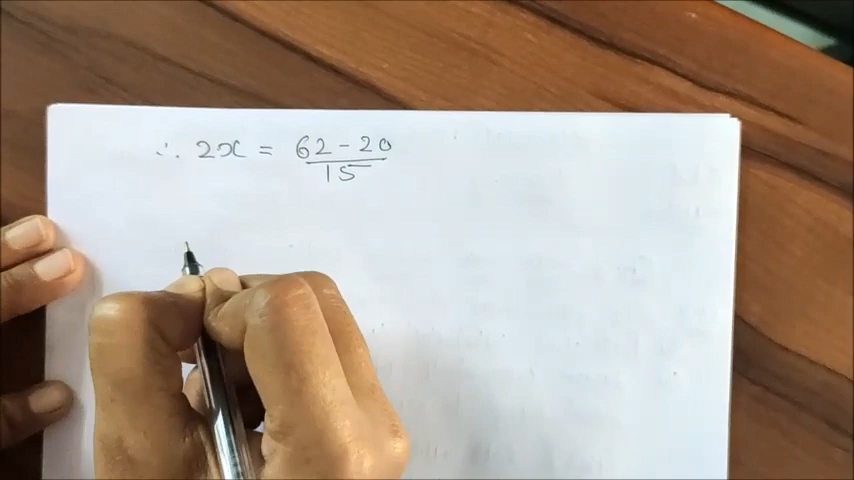 ∴ 2x = (62 - 20)/15